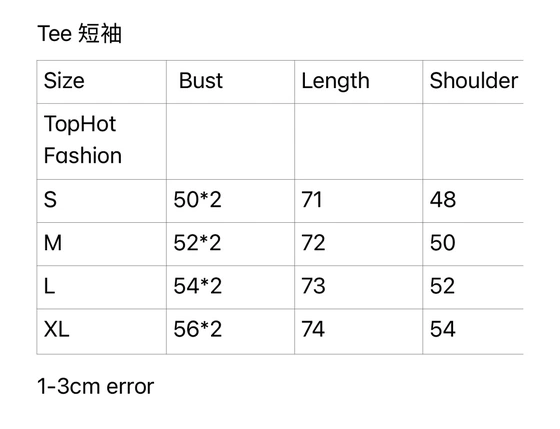 Tee 短袖
Size Bust Length Shoulder
TopHot
Fashion
S 50*2 71 48
M 52*2 72 50
L 54*2 73 52
XL 56*2 74 54
1-3cm error